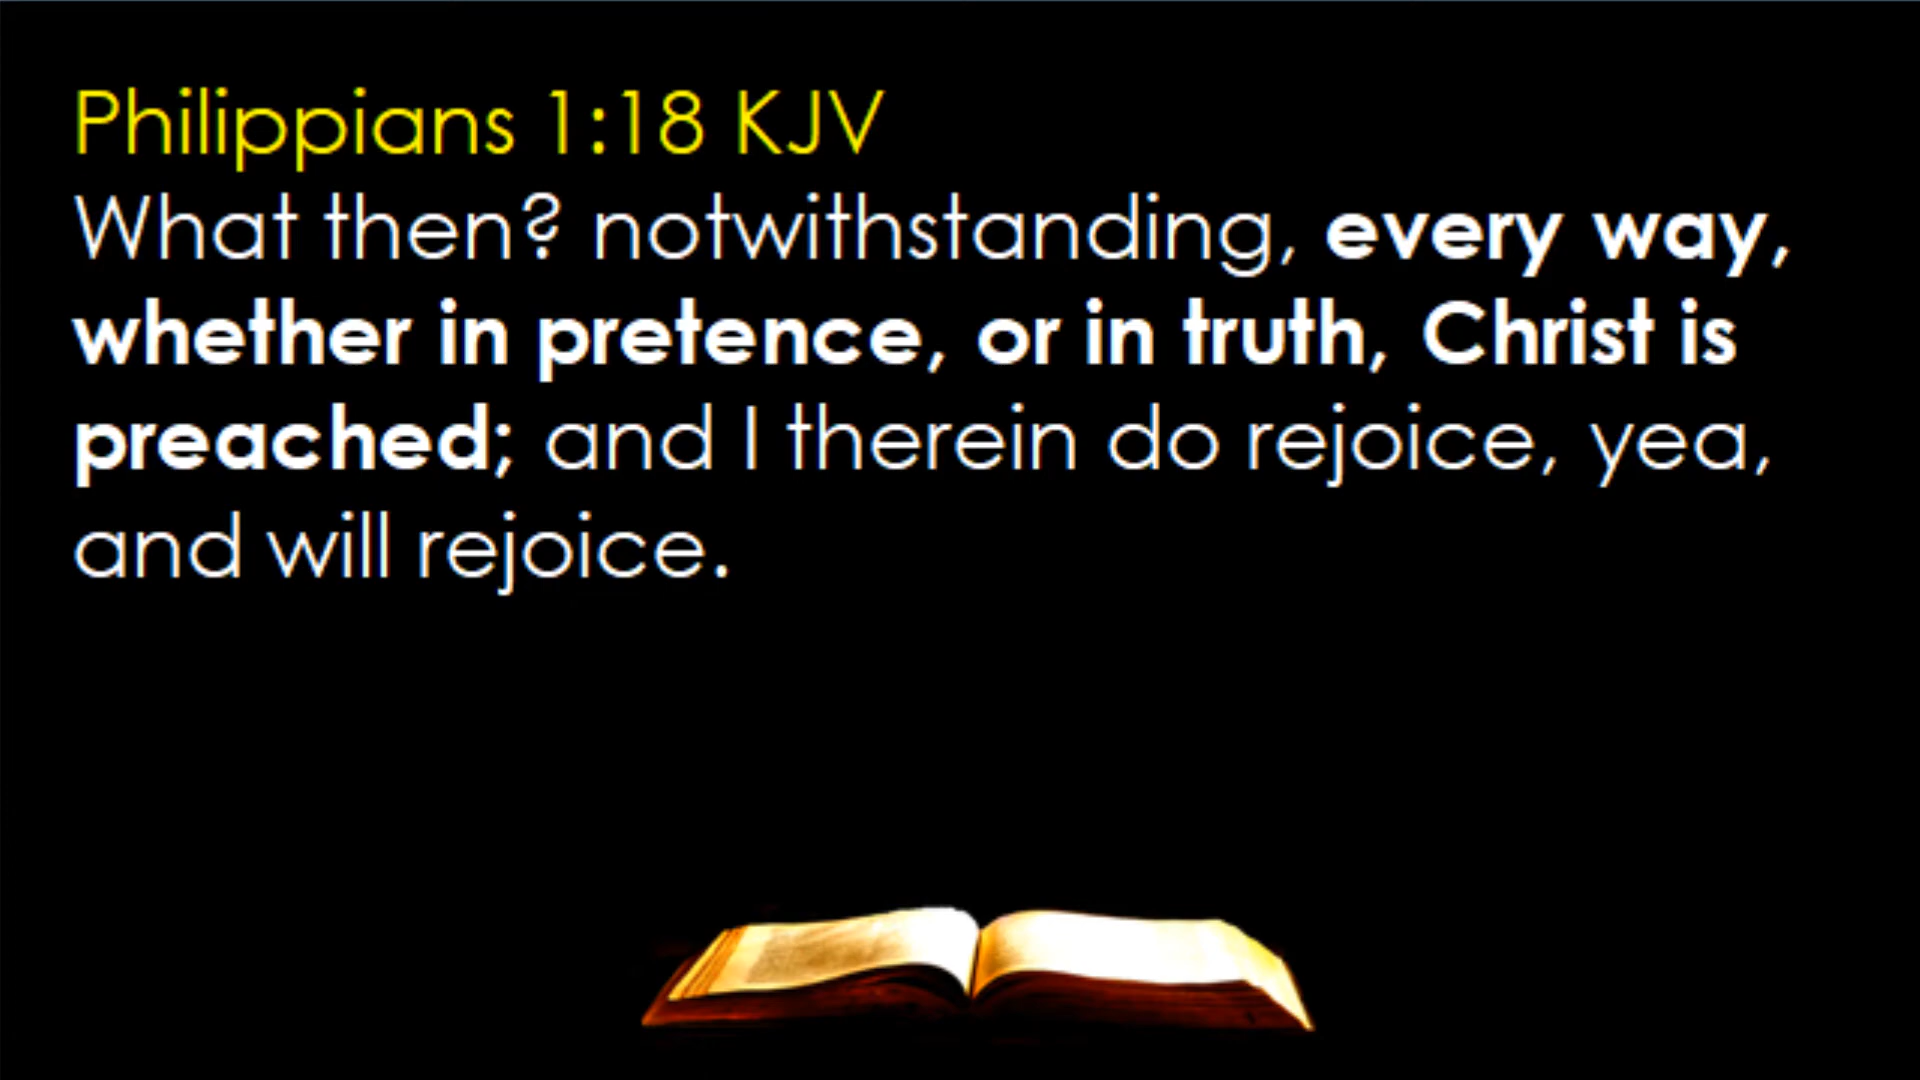 Philippians 1:18 KJV
What then? notwithstanding, every way,
whether in pretence, or in truth, Christ is
preached; and I therein do rejoice, yea,
and will rejoice.